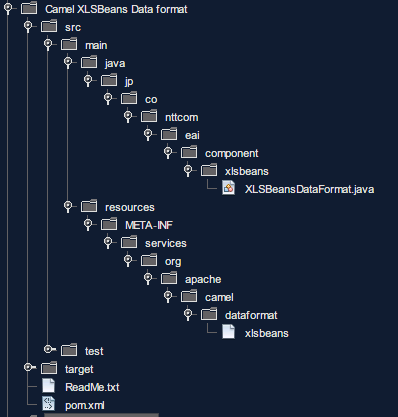 Camel XLSBeans Data format
src
main
java
jp
co
nttcom
eai
component
xlsbeans
XLSBeansDataFormat.java
resources
META-INF
services
org
apache
camel
dataformat
xlsbeans
test
target
ReadMe.txt
pom.xml